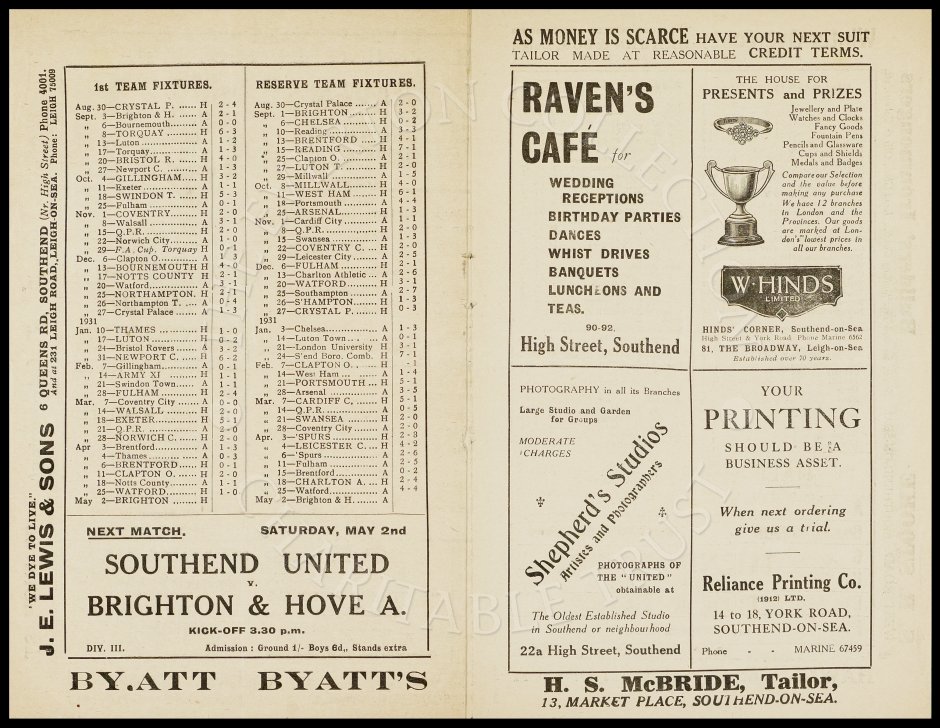 J. E. LEWIS & SONS 6 QUEENS RD, SOUTHEND (Nr. High Street) Phone 4001.
"WE DYE TO LIVE." And at 231 LEIGH ROAD, LEIGH-ON-SEA. Phone: LEIGH 75009
1st TEAM FIXTURES.
Aug. 30—CRYSTAL P. ...... H 2 - 4
Sept. 3—Brighton & H. ...... A 2 - 1
„ 6—Bournemouth...... A 0 - 2
„ 8—TORQUAY ...... H 6 - 3
„ 13—Luton ...... A 1 - 2
„ 17—Torquay...... A 1 - 3
„ 20—BRISTOL R. ...... H 4 - 0
„ 27—Newport C. ...... A 1 - 3
Oct. 4—GILLINGHAM...... H 3 - 2
„ 11—Exeter...... A 1 - 1
„ 18—SWINDON T. ...... H 5 - 3
„ 25—Fulham ...... A 0 - 1
Nov. 1—COVENTRY ...... H 2 - 0
„ 8—Walsall ...... A 3 - 1
„ 15—Q.P.R. ...... H 2 - 0
„ 22—Norwich City...... A 1 - 0
„ 29—F.A. Cup. Torquay H 0 - 1
Dec. 6—Clapton O. ...... A 1 3
„ 13—BOURNEMOUTH H 4 - 0
„ 17—NOTTS COUNTY H 2 - 1
„ 20—Watford...... A 3 - 1
„ 25—NORTHAMPTON. H 2 - 1
„ 26—Northampton T. ... A 0 - 4
„ 27—Crystal Palace ...... A 1 - 3
1931
Jan. 10—THAMES ...... H 1 - 0
„ 17—LUTON ...... H 0 - 2
„ 24—Bristol Rovers ...... A 3 - 2
„ 31—NEWPORT C. ...... H 6 - 2
Feb. 7—Gillingham...... A 0 - 1
„ 14—ARMY XI ...... H 1 - 1
„ 21—Swindon Town ...... A 1 - 1
„ 28—FULHAM ...... H 2 - 4
Mar. 7—Coventry City ...... A 0 - 0
„ 14—WALSALL ...... H 2 - 0
„ 18—EXETER ...... H 5 - 1
„ 21—Q.P.R. ...... A 2 - 0
„ 28—NORWICH C. ...... H 2 - 0
Apr. 3—Brentford...... A 1 - 3
„ 4—Thames ...... A 0 - 3
„ 6—BRENTFORD...... H 0 - 1
„ 11—CLAPTON O. ...... H 2 - 0
„ 18—Notts County...... A 1 - 1
„ 25—WATFORD...... H 1 - 0
May 2—BRIGHTON ...... H
RESERVE TEAM FIXTURES.
Aug. 30—Crystal Palace ...... A 2 - 0
Sept. 1—BRIGHTON ...... H 3 - 2
„ 6—CHELSEA ...... H 0 - 2
„ 10—Reading ...... A 3 - 3
„ 13—BRENTFORD ...... H 4 - 1
„ 15—READING ...... H 7 - 1
„ 25—Clapton O. ...... A 2 - 1
„ 27—LUTON T. ...... H 2 - 0
„ 29—Millwall ...... A 1 - 5
Oct. 8—MILLWALL ...... H 4 - 0
„ 11—WEST HAM ...... H 6 - 1
„ 18—Portsmouth ...... A 4 - 4
„ 25—ARSENAL...... H 1 - 3
Nov. 1—Cardiff City ...... A 1 - 1
„ 8—Q.P.R. ...... H 2 - 0
„ 15—Swansea ...... A 1 - 3
„ 22—COVENTRY C. ... H 2 - 0
„ 29—Leicester City ...... A 2 - 5
Dec. 6—FULHAM ...... H 2 - 1
„ 13—Charlton Athletic ... A 2 - 6
„ 20—WATFORD...... H 3 - 1
„ 25—Southampton ...... A 2 - 7
„ 26—S'HAMPTON. ...... H 1 - 3
„ 27—CRYSTAL P. ...... H 0 - 3
1931
Jan. 3—Chelsea...... A 1 - 3
„ 14—Luton Town ...... A 0 - 1
„ 21—London University H 3 - 1
„ 24—S'end Boro. Comb. H 7 - 1
Feb. 7—CLAPTON O. ...... H
„ 14—West Ham ...... A 1 - 4
„ 21—PORTSMOUTH ... H 5 - 1
„ 28—Arsenal ...... A 3 - 5
Mar. 7—CARDIFF C, ...... H 5 - 1
„ 14—Q.P.R. ...... A 0 - 5
„ 21—SWANSEA ...... H 2 - 0
„ 28—Coventry City ...... A 2 - 0
Apr. 3—'SPURS ...... H
„ 4—LEICESTER C. ... H
„ 6—'Spurs ...... A 2 - 6
„ 11—Fulham ...... A 2 - 5
„ 15—Brentford ...... A 0 - 2
„ 18—CHARLTON A. ... H 2 - 4
„ 25—Watford...... A 4 - 4
May 2—Brighton & H. ...... A
NEXT MATCH. SATURDAY, MAY 2nd
SOUTHEND UNITED
v.
BRIGHTON & HOVE A.
KICK-OFF 3.30 p.m.
DIV. III. Admission : Ground 1/- Boys 6d., Stands extra
BY.ATT BYATT'S
AS MONEY IS SCARCE HAVE YOUR NEXT SUIT
TAILOR MADE AT REASONABLE CREDIT TERMS.
RAVEN'S
CAFÉ for
WEDDING
RECEPTIONS
BIRTHDAY PARTIES
DANCES
WHIST DRIVES
BANQUETS
LUNCHEONS AND
TEAS.
90-92,
High Street, Southend
THE HOUSE FOR
PRESENTS and PRIZES
Jewellery and Plate
Watches and Clocks
Fancy Goods
Fountain Pens
Pencils and Glassware
Cups and Shields
Medals and Badges
Compare our Selection
and the value before
making any purchase
We have 12 branches
in London and the
Provinces. Our goods
are marked at Lon-
don's lowest prices in
all our branches.
W. HINDS
LIMITED
HINDS' CORNER, Southend-on-Sea
High Street & York Road Phone Marine 6562
81, THE BROADWAY, Leigh-on-Sea
Established over 70 years.
PHOTOGRAPHY in all its Branches
Large Studio and Garden
for Groups
MODERATE
CHARGES
Shepherd's Studios
Artistes and Photographers
PHOTOGRAPHS OF
THE "UNITED"
obtainable at
The Oldest Established Studio
in Southend or neighbourhood
22a High Street, Southend
YOUR
PRINTING
SHOULD BE A
BUSINESS ASSET.
When next ordering
give us a trial.
Reliance Printing Co.
(1912) LTD.
14 to 18, YORK ROAD,
SOUTHEND-ON-SEA.
Phone - - MARINE 67459
H. S. McBRIDE, Tailor,
13, MARKET PLACE, SOUTHEND-ON-SEA.